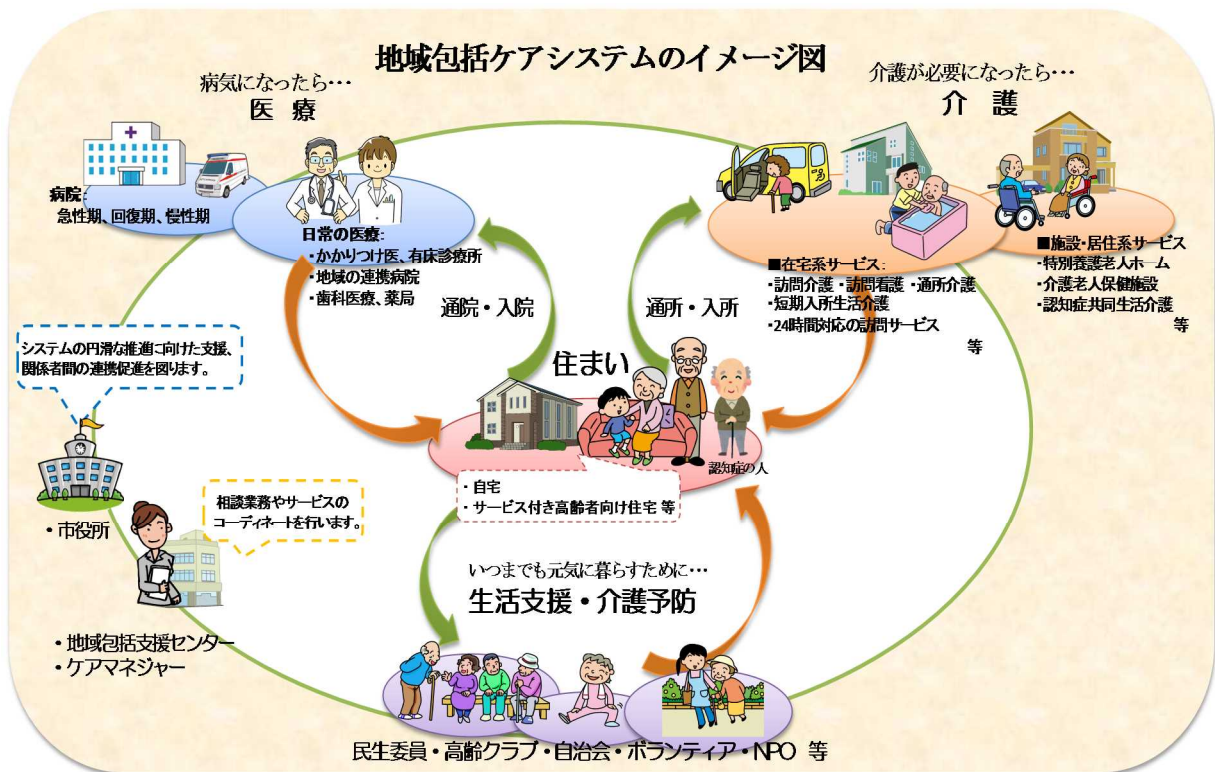 地域包括ケアシステムのイメージ図
病気になったら…
医 療
介護が必要になったら…
介 護
病院:
急性期、回復期、慢性期
日常の医療:
・かかりつけ医、有床診療所
・地域の連携病院
・歯科医療、薬局
■在宅系サービス:
・訪問介護・訪問看護・通所介護
・短期入所生活介護
・24時間対応の訪問サービス
等
■施設・居住系サービス
・特別養護老人ホーム
・介護老人保健施設
・認知症共同生活介護
等
通院・入院
通所・入所
住まい
認知症の人
・自宅
・サービス付き高齢者向け住宅 等
システムの円滑な推進に向けた支援、
関係者間の連携促進を図ります。
・市役所
相談業務やサービスの
コーディネートを行います。
・地域包括支援センター
・ケアマネジャー
いつまでも元気に暮らすために…
生活支援・介護予防
民生委員・高齢クラブ・自治会・ボランティア・NPO 等